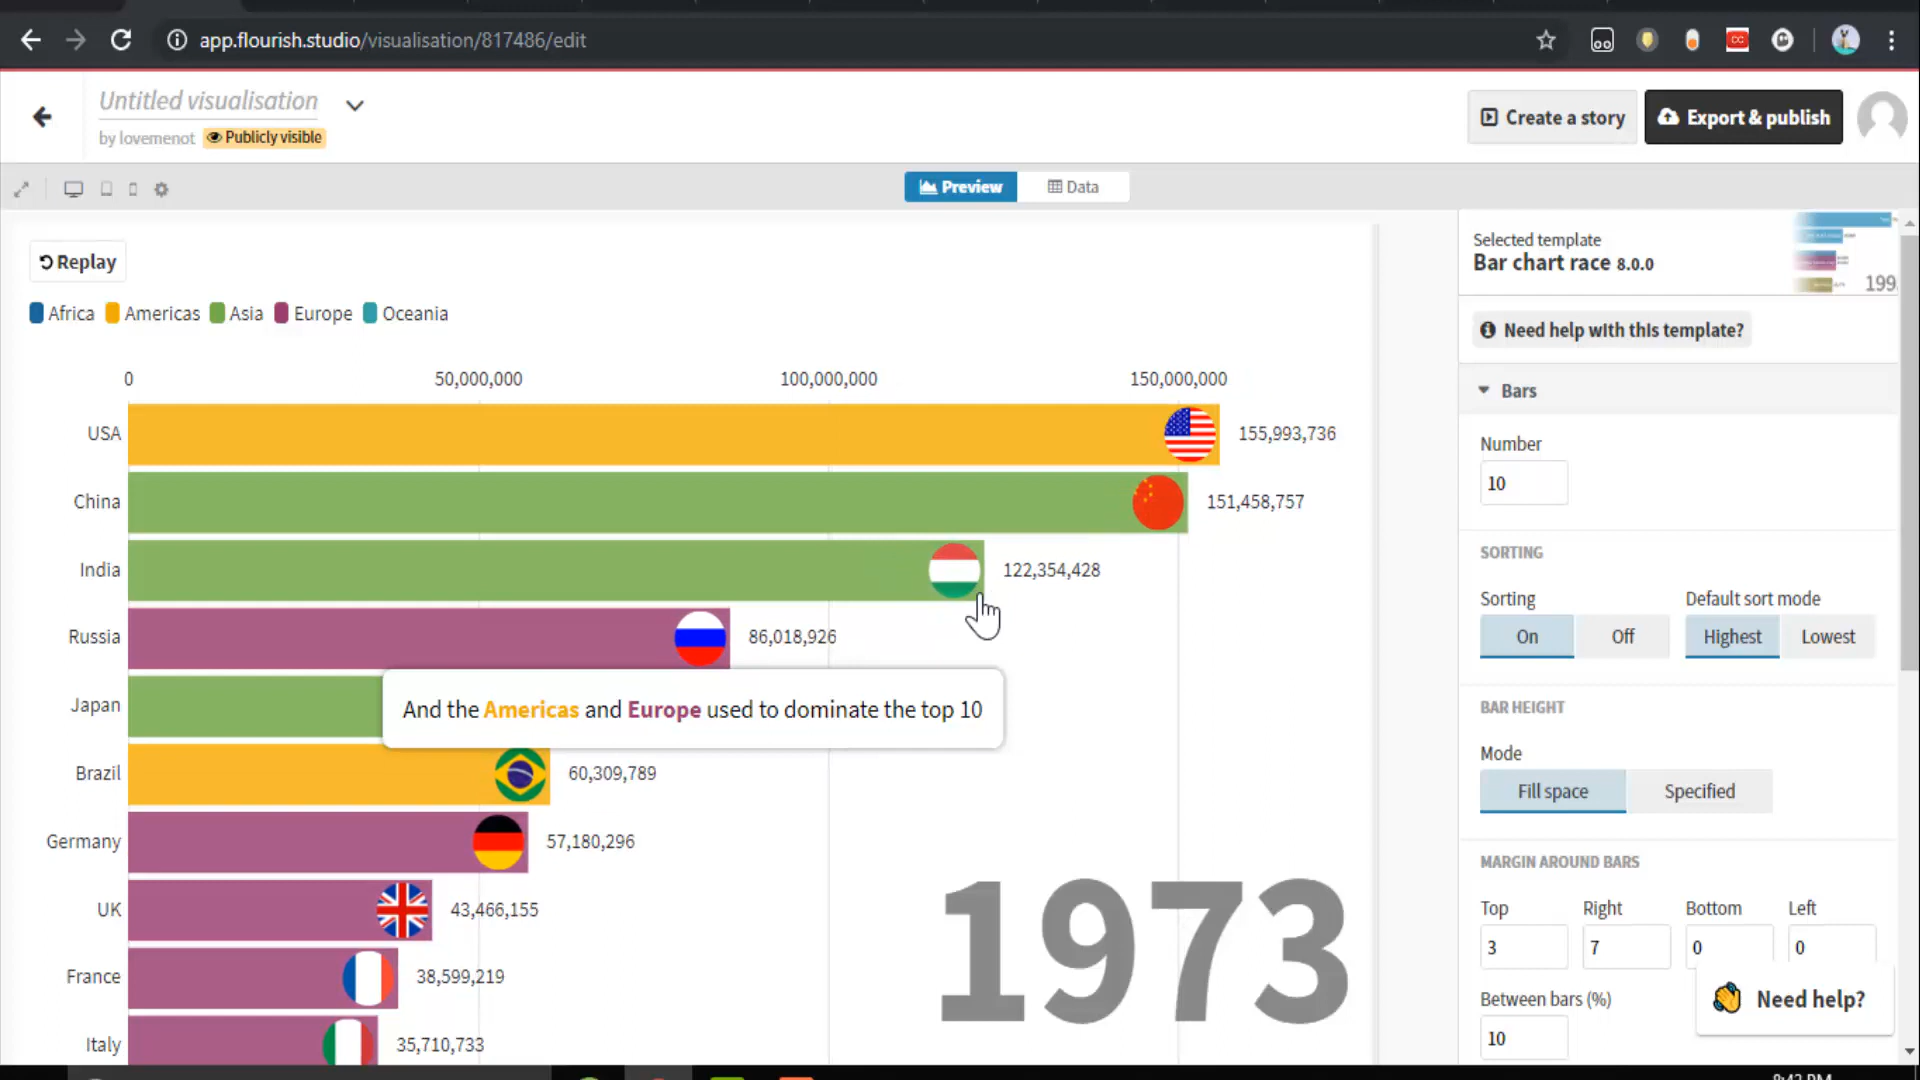 app.flourish.studio/visualisation/817486/edit
CC
Untitled visualisation
by lovemenot Publicly visible
Create a story
Export & publish
Preview
Data
Replay
Africa Americas Asia Europe Oceania
0 50,000,000 100,000,000 150,000,000
USA 155,993,736
China 151,458,757
India 122,354,428
Russia 86,018,926
Japan
And the Americas and Europe used to dominate the top 10
Brazil 60,309,789
Germany 57,180,296
UK 43,466,155
France 38,599,219
Italy 35,710,733
1973
Selected template
Bar chart race 8.0.0
199
Need help with this template?
Bars
Number
10
SORTING
Sorting Default sort mode
On Off Highest Lowest
BAR HEIGHT
Mode
Fill space Specified
MARGIN AROUND BARS
Top Right Bottom Left
3 7 0 0
Between bars (%)
10
Need help?